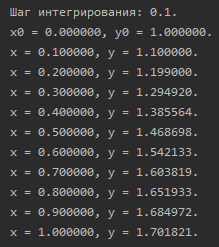 Шаг интегрирования: 0.1.
x0 = 0.000000, y0 = 1.000000.
x = 0.100000, y = 1.100000.
x = 0.200000, y = 1.199000.
x = 0.300000, y = 1.294920.
x = 0.400000, y = 1.385564.
x = 0.500000, y = 1.468698.
x = 0.600000, y = 1.542133.
x = 0.700000, y = 1.603819.
x = 0.800000, y = 1.651933.
x = 0.900000, y = 1.684972.
x = 1.000000, y = 1.701821.